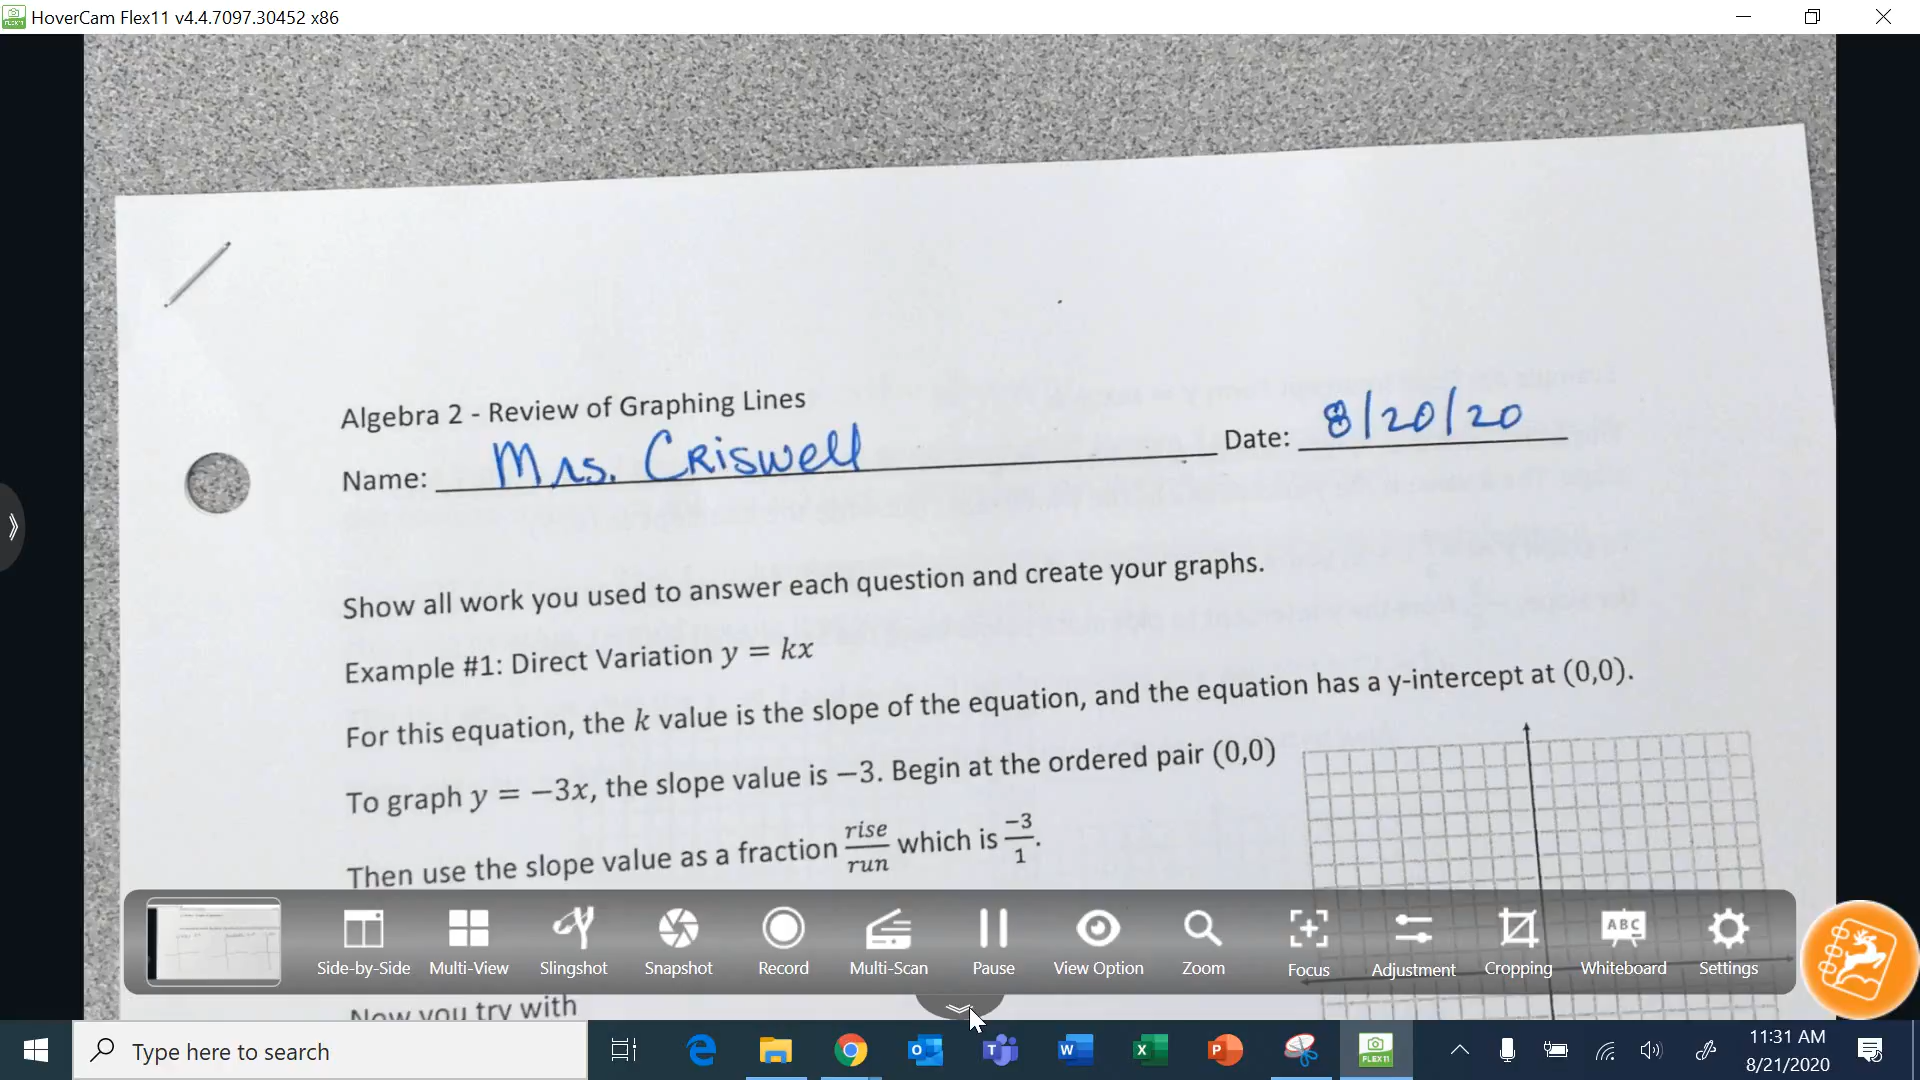 HoverCam Flex11 v4.4.7097.30452 x86
Algebra 2 - Review of Graphing Lines
Name: Mrs. Criswell Date: 8/20/20
Show all work you used to answer each question and create your graphs.
Example #1: Direct Variation y = kx
For this equation, the k value is the slope of the equation, and the equation has a y-intercept at (0,0).
To graph y = −3x, the slope value is −3. Begin at the ordered pair (0,0)
Then use the slope value as a fraction rise/run which is −3/1.
Side-by-Side Multi-View Slingshot Snapshot Record Multi-Scan Pause View Option Zoom Focus Adjustment Cropping ABC Whiteboard Settings
Now you try with
Type here to search
FLEX11
11:31 AM
8/21/2020